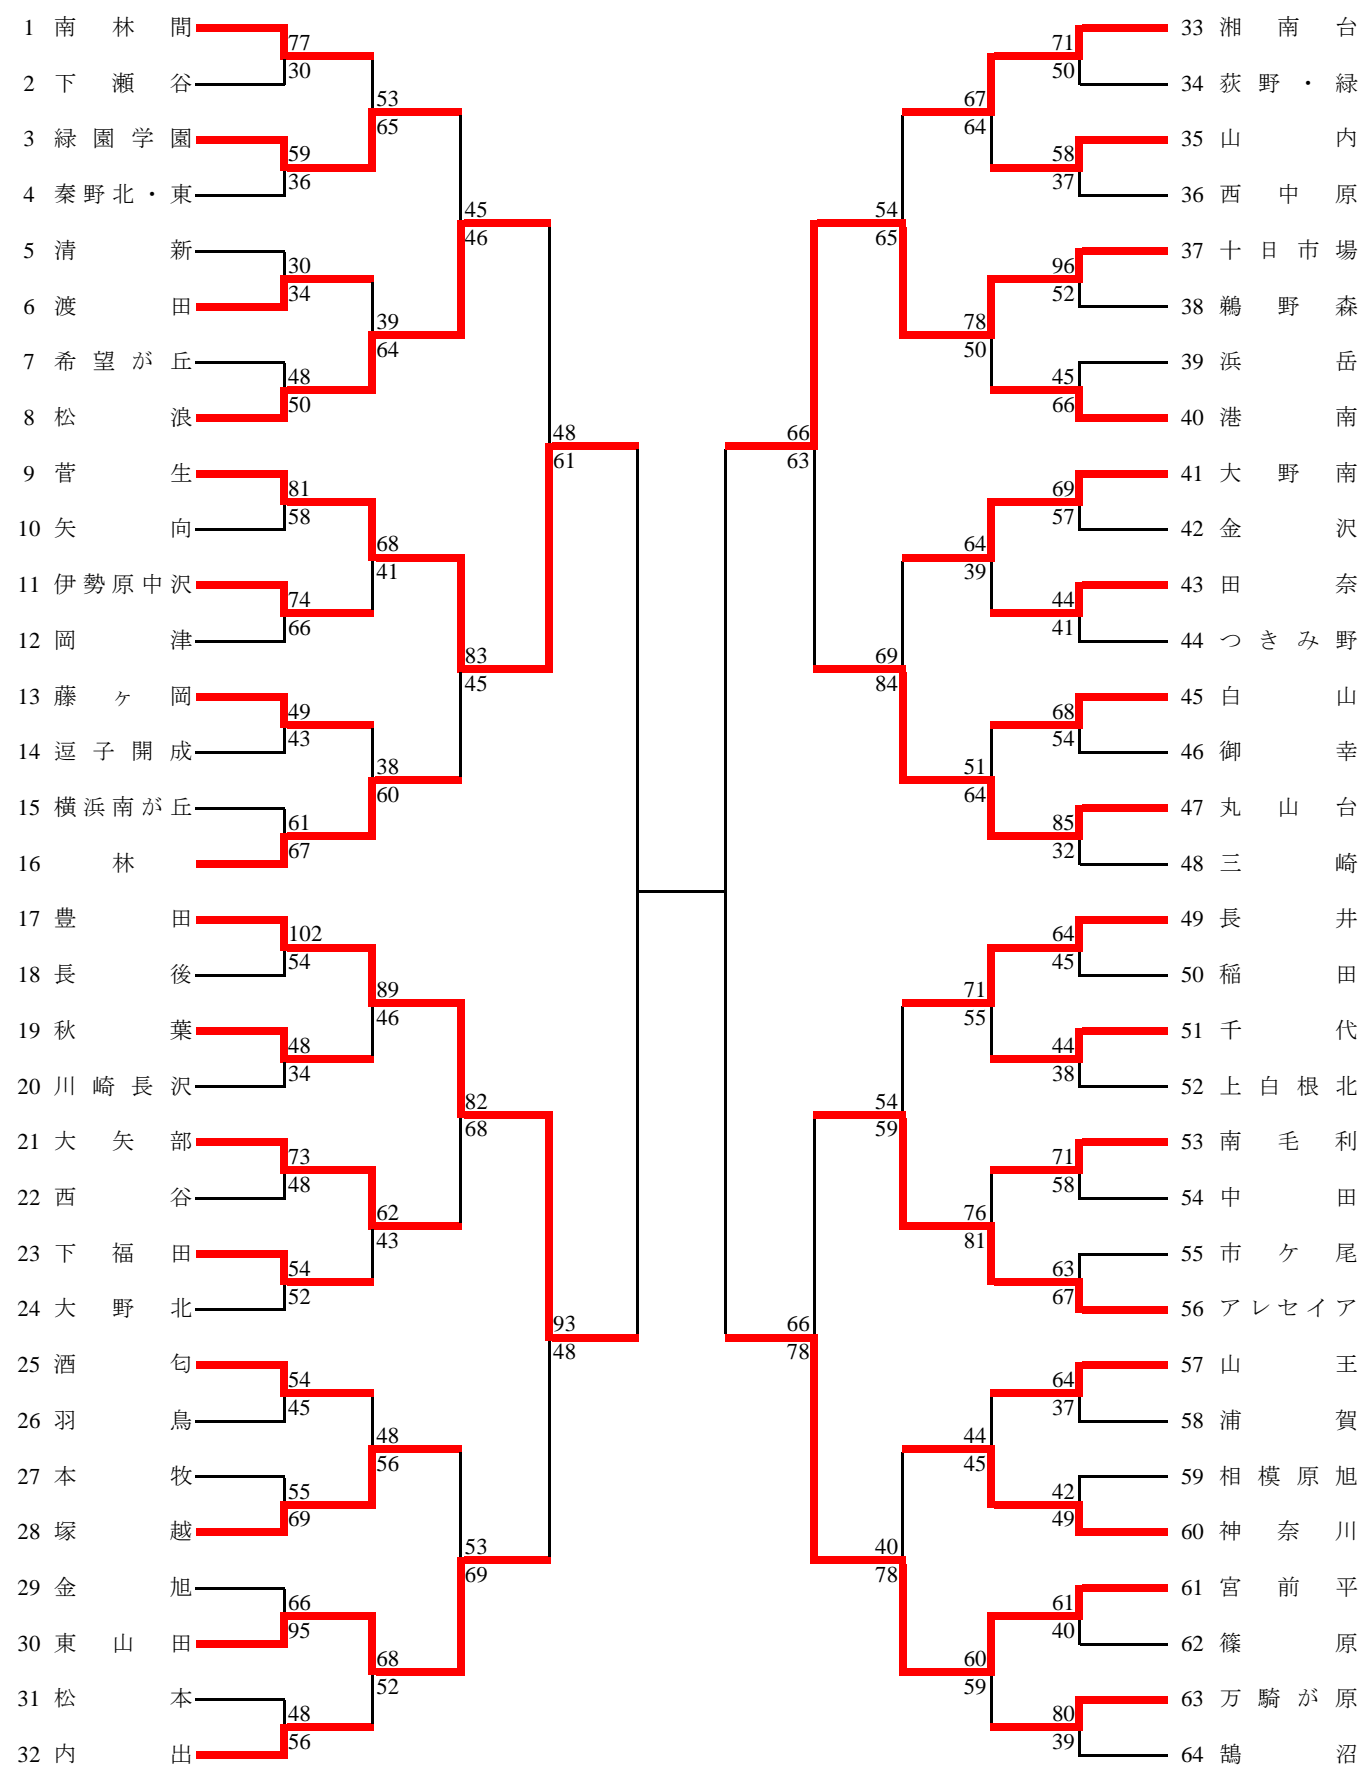 1 南林間
77
30
2 下瀬谷
53
65
3 緑園学園
59
36
4 秦野北・東
45
46
5 清新
30
34
6 渡田
39
64
7 希望が丘
48
50
8 松浪
48
61
9 菅生
81
58
10 矢向
68
41
11 伊勢原中沢
74
66
12 岡津
83
45
13 藤ヶ岡
49
43
14 逗子開成
38
60
15 横浜南が丘
61
67
16 林
17 豊田
102
54
18 長後
89
46
19 秋葉
48
34
20 川崎長沢
82
68
21 大矢部
73
48
22 西谷
62
43
23 下福田
54
52
24 大野北
93
48
25 酒匂
54
45
26 羽鳥
48
56
27 本牧
55
69
28 塚越
53
69
29 金旭
66
95
30 東山田
68
52
31 松本
48
56
32 内出
33 湘南台
71
50
34 荻野・緑
67
64
35 山内
58
37
36 西中原
54
65
37 十日市場
96
52
38 鵜野森
78
50
39 浜岳
45
66
40 港南
66
63
41 大野南
69
57
42 金沢
64
39
43 田奈
44
41
44 つきみ野
69
84
45 白山
68
54
46 御幸
51
64
47 丸山台
85
32
48 三崎
49 長井
64
45
50 稲田
71
55
51 千代
44
38
52 上白根北
54
59
53 南毛利
71
58
54 中田
76
81
55 市ケ尾
63
67
56 アレセイア
66
78
57 山王
64
37
58 浦賀
44
45
59 相模原旭
42
49
60 神奈川
40
78
61 宮前平
61
40
62 篠原
60
59
63 万騎が原
80
39
64 鵠沼